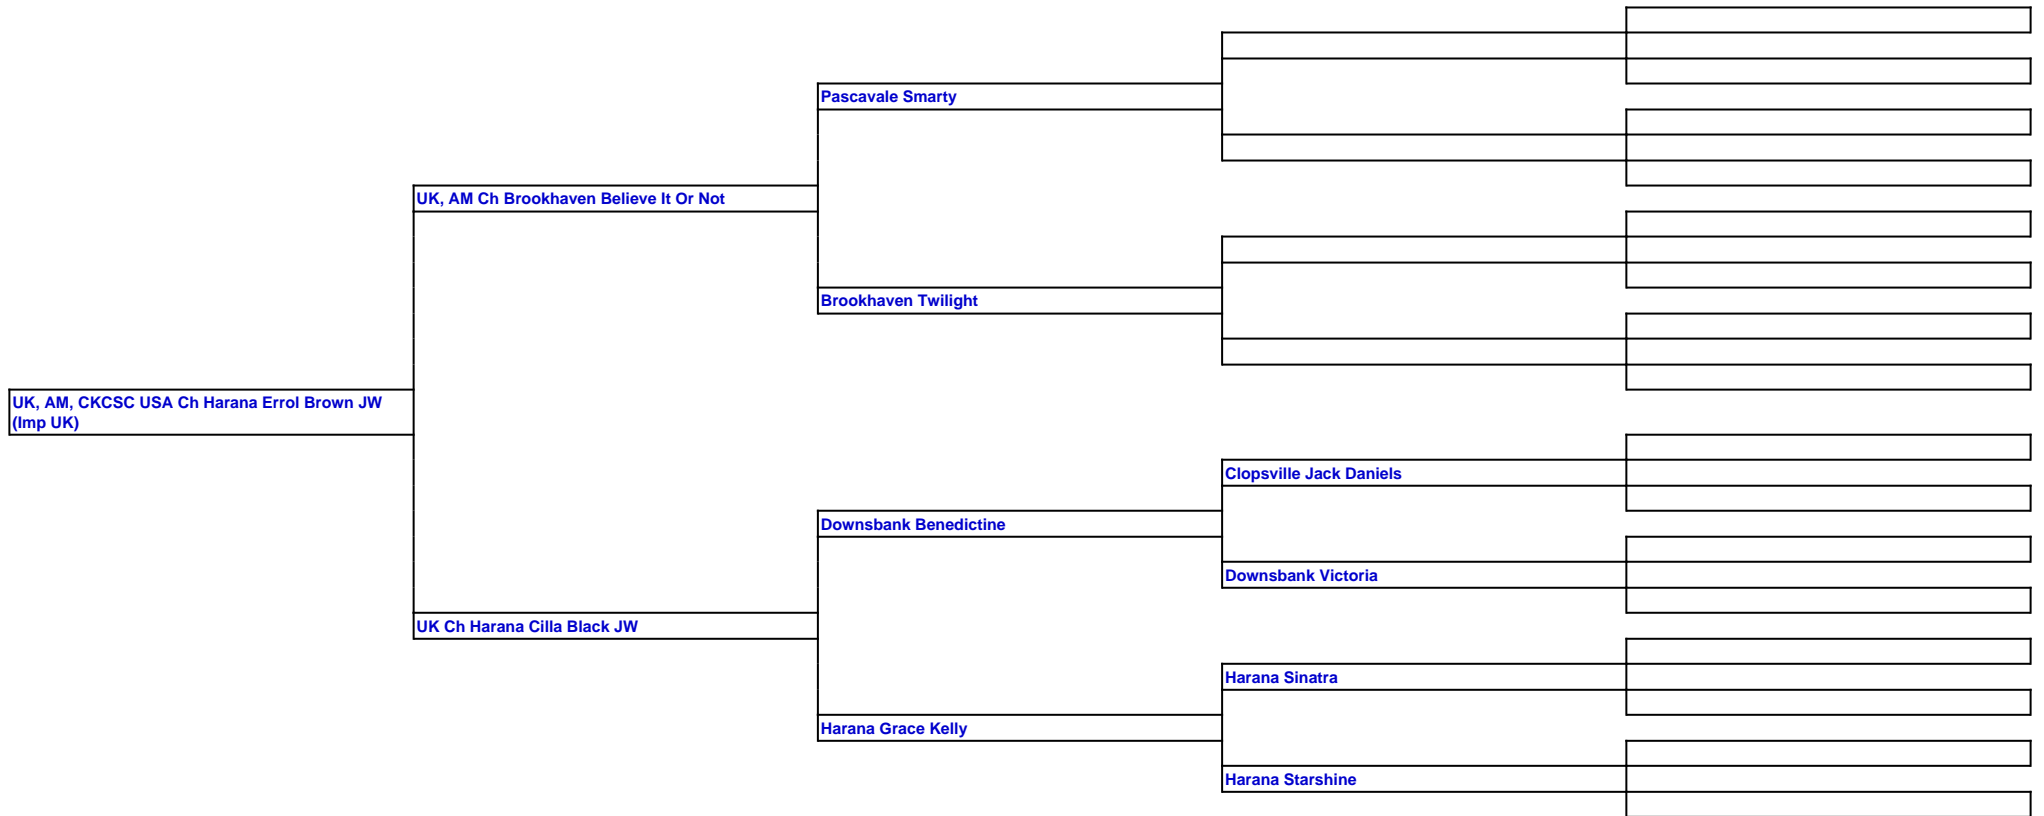 Pascavale Smarty
UK, AM Ch Brookhaven Believe It Or Not
Brookhaven Twilight
UK, AM, CKCSC USA Ch Harana Errol Brown JW
(Imp UK)
Clopsville Jack Daniels
Downsbank Benedictine
Downsbank Victoria
UK Ch Harana Cilla Black JW
Harana Sinatra
Harana Grace Kelly
Harana Starshine